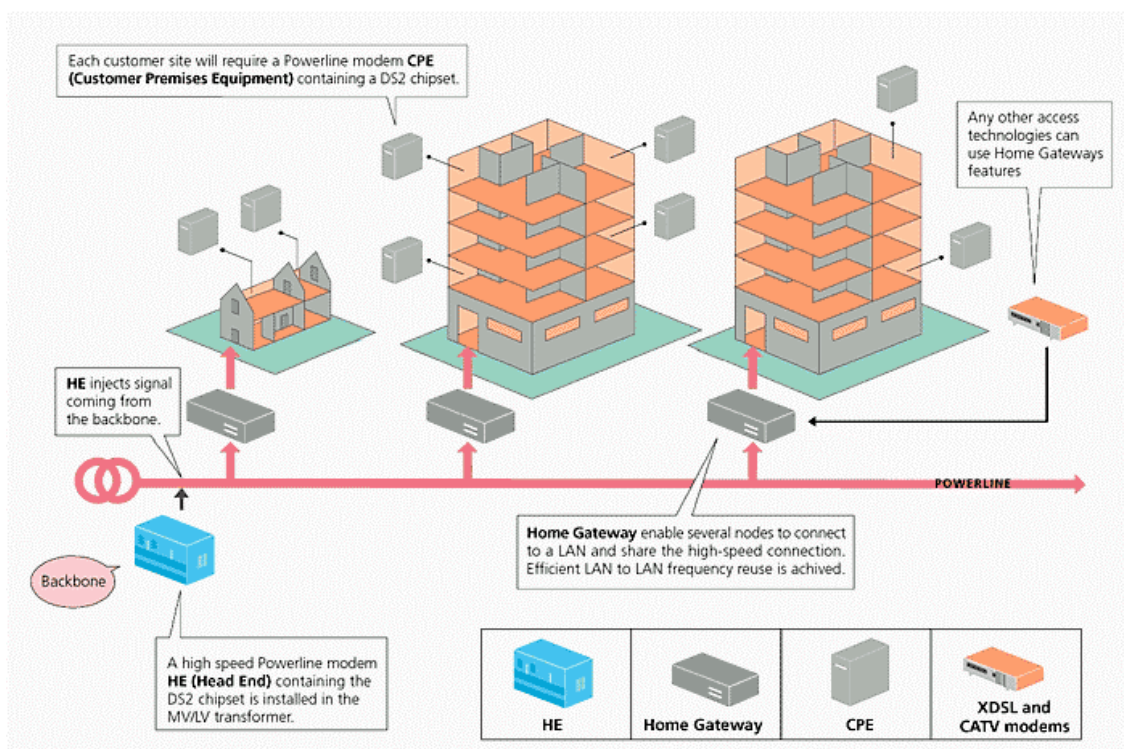 Each customer site will require a Powerline modem CPE
(Customer Premises Equipment) containing a DS2 chipset.
Any other access
technologies can
use Home Gateways
features
HE injects signal
coming from
the backbone.
POWERLINE
Home Gateway enable several nodes to connect
to a LAN and share the high-speed connection.
Efficient LAN to LAN frequency reuse is achived.
Backbone
A high speed Powerline modem
HE (Head End) containing the
DS2 chipset is installed in the
MV/LV transformer.
HE
Home Gateway
CPE
XDSL and
CATV modems